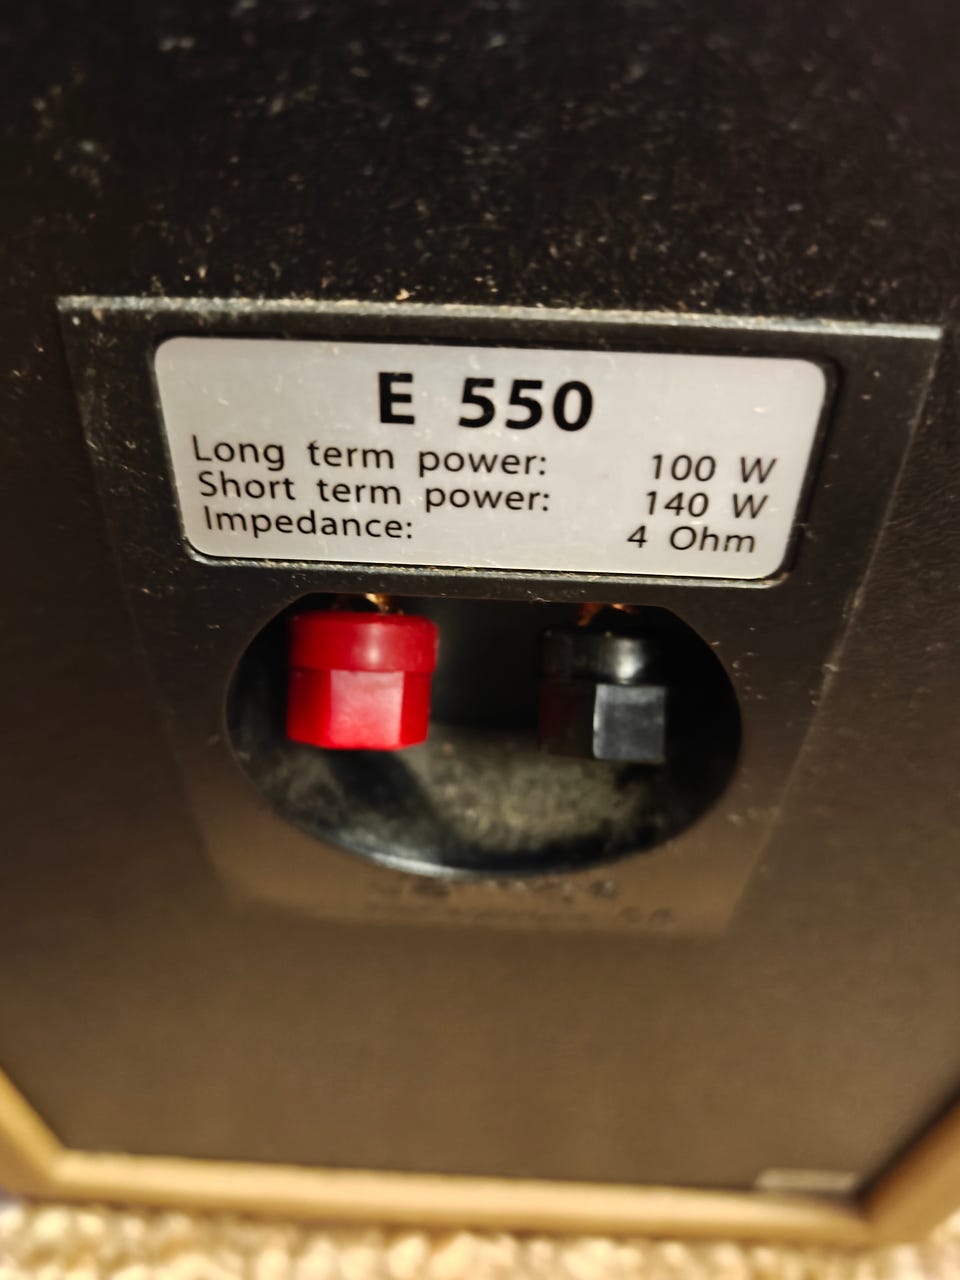 E 550
Long term power: 100 W
Short term power: 140 W
Impedance: 4 Ohm